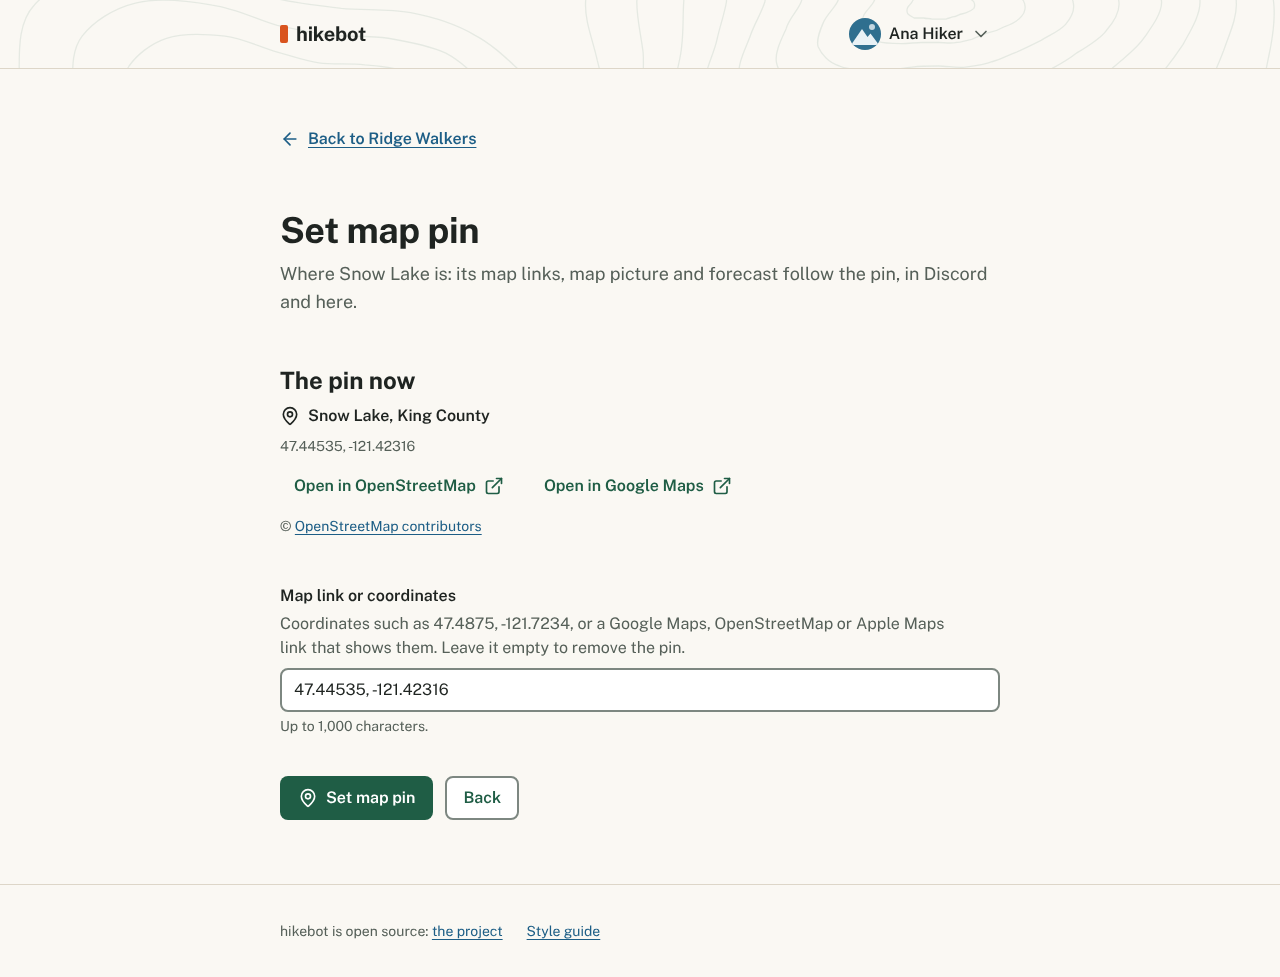 hikebot
Ana Hiker
Back to Ridge Walkers
Set map pin
Where Snow Lake is: its map links, map picture and forecast follow the pin, in Discord
and here.
The pin now
Snow Lake, King County
47.44535, -121.42316
Open in OpenStreetMap
Open in Google Maps
© OpenStreetMap contributors
Map link or coordinates
Coordinates such as 47.4875, -121.7234, or a Google Maps, OpenStreetMap or Apple Maps
link that shows them. Leave it empty to remove the pin.
47.44535, -121.42316
Up to 1,000 characters.
Set map pin
Back
hikebot is open source: the project
Style guide